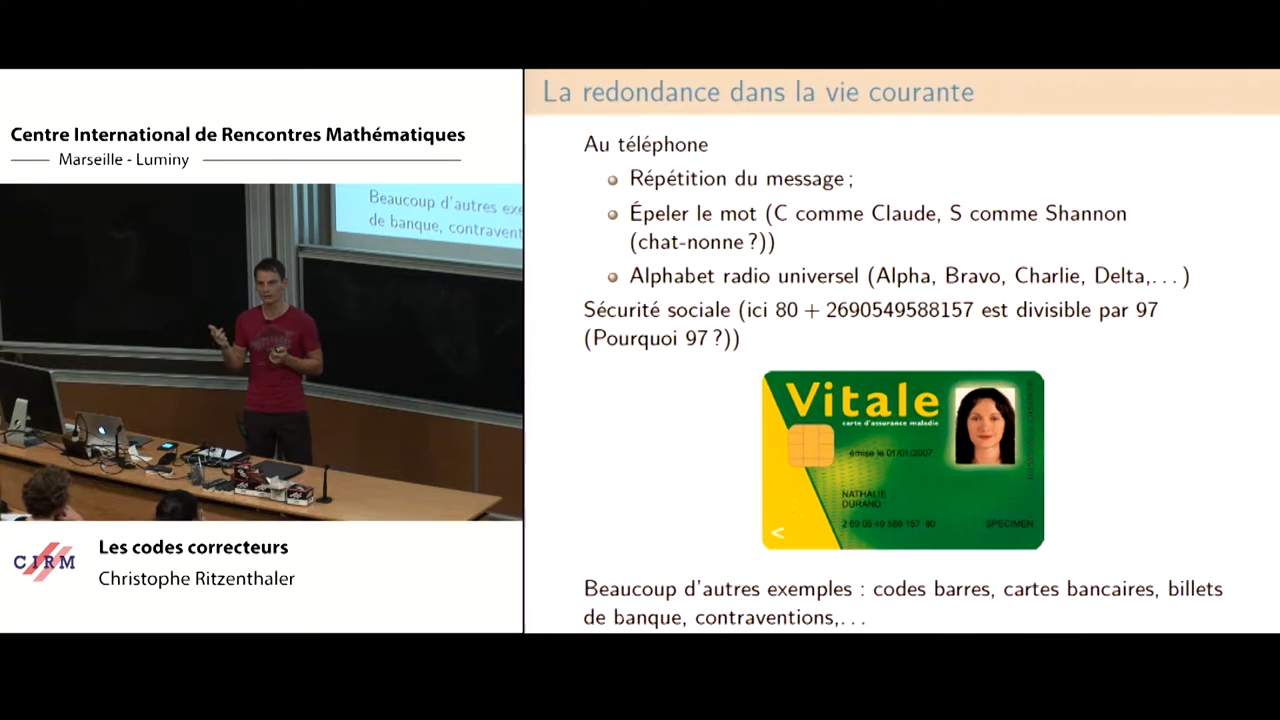 Centre International de Rencontres Mathématiques
Marseille - Luminy
Beaucoup d'autres exe
de banque, contravent
CIRM
Les codes correcteurs
Christophe Ritzenthaler
La redondance dans la vie courante
Au téléphone
Répétition du message ;
Épeler le mot (C comme Claude, S comme Shannon
(chat-nonne ?))
Alphabet radio universel (Alpha, Bravo, Charlie, Delta,. . . )
Sécurité sociale (ici 80 + 2690549588157 est divisible par 97
(Pourquoi 97 ?))
Vitale
carte d'assurance maladie
émise le 01/01/2007
NATHALIE
DURAND
2 69 05 49 588 157 80
SPECIMEN
Beaucoup d'autres exemples : codes barres, cartes bancaires, billets
de banque, contraventions,. . .